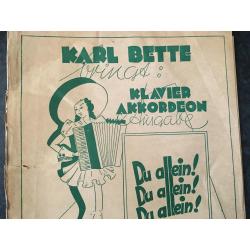 KARL BETTE
bringt:
KLAVIER
AKKORDEON
Ausgabe
Du allein!
Du allein!
Du allein!